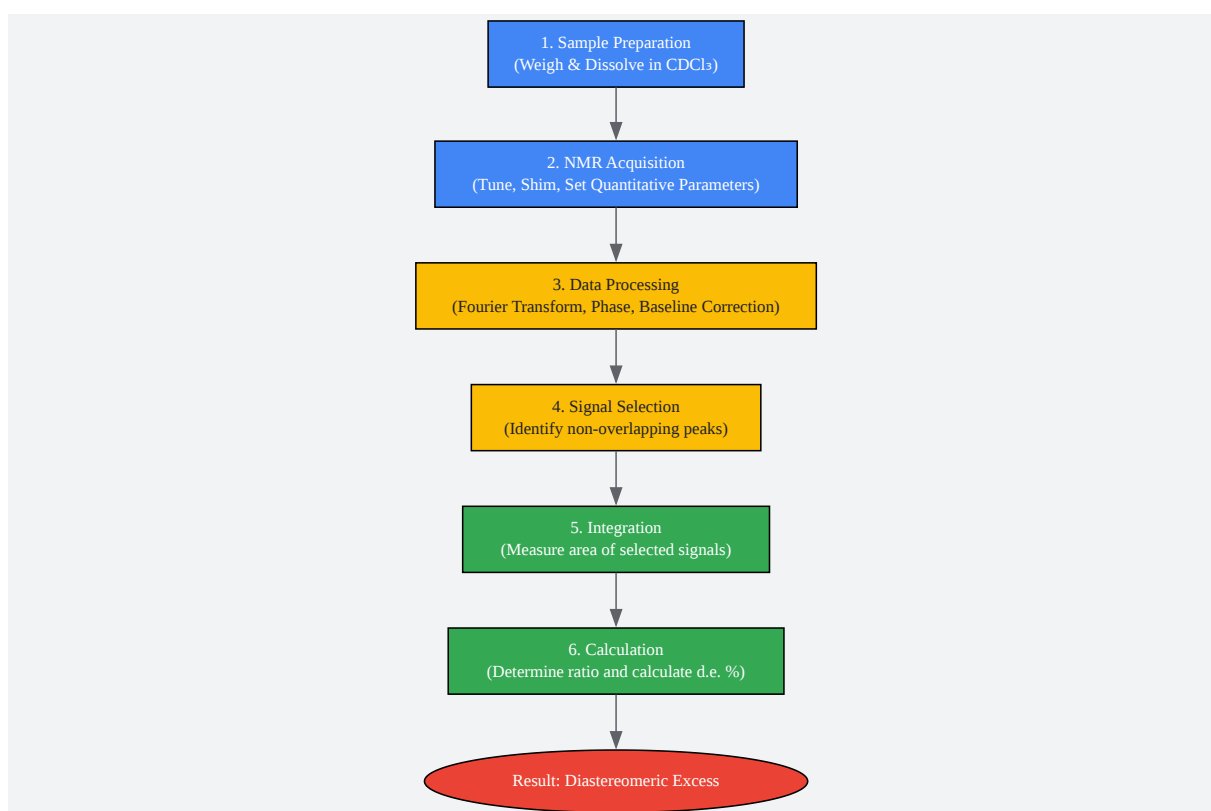 1. Sample Preparation
(Weigh & Dissolve in CDCl₃)
2. NMR Acquisition
(Tune, Shim, Set Quantitative Parameters)
3. Data Processing
(Fourier Transform, Phase, Baseline Correction)
4. Signal Selection
(Identify non-overlapping peaks)
5. Integration
(Measure area of selected signals)
6. Calculation
(Determine ratio and calculate d.e. %)
Result: Diastereomeric Excess